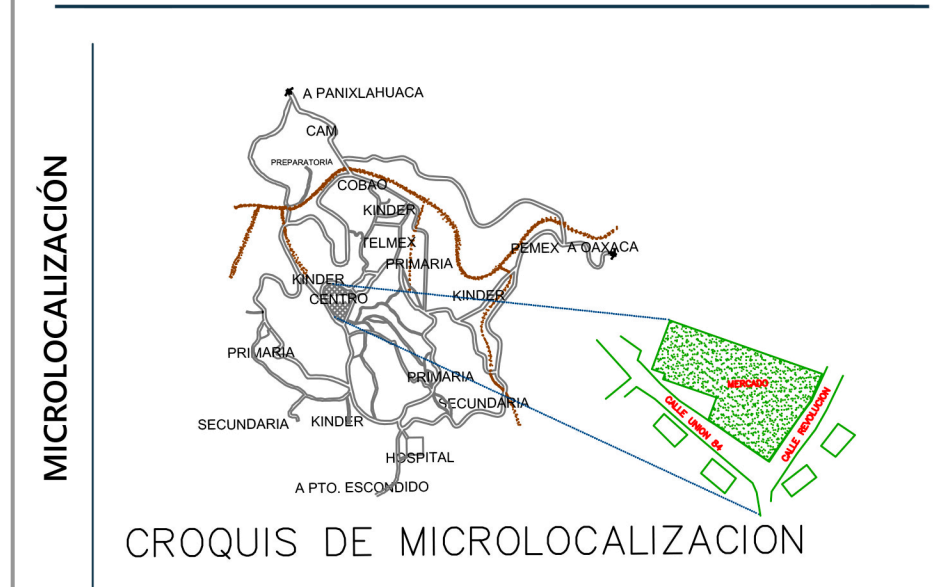 MICROLOCALIZACIÓN
A PANIXLAHUACA
CAM
PREPARATORIA
COBAO
KINDER
TELMEX
PEMEX A OAXACA
PRIMARIA
KINDER
KINDER
CENTRO
PRIMARIA
PRIMARIA
MERCADO
SECUNDARIA
CALLE UNION 84
CALLE REVOLUCION
SECUNDARIA
KINDER
HOSPITAL
A PTO. ESCONDIDO
CROQUIS DE MICROLOCALIZACION